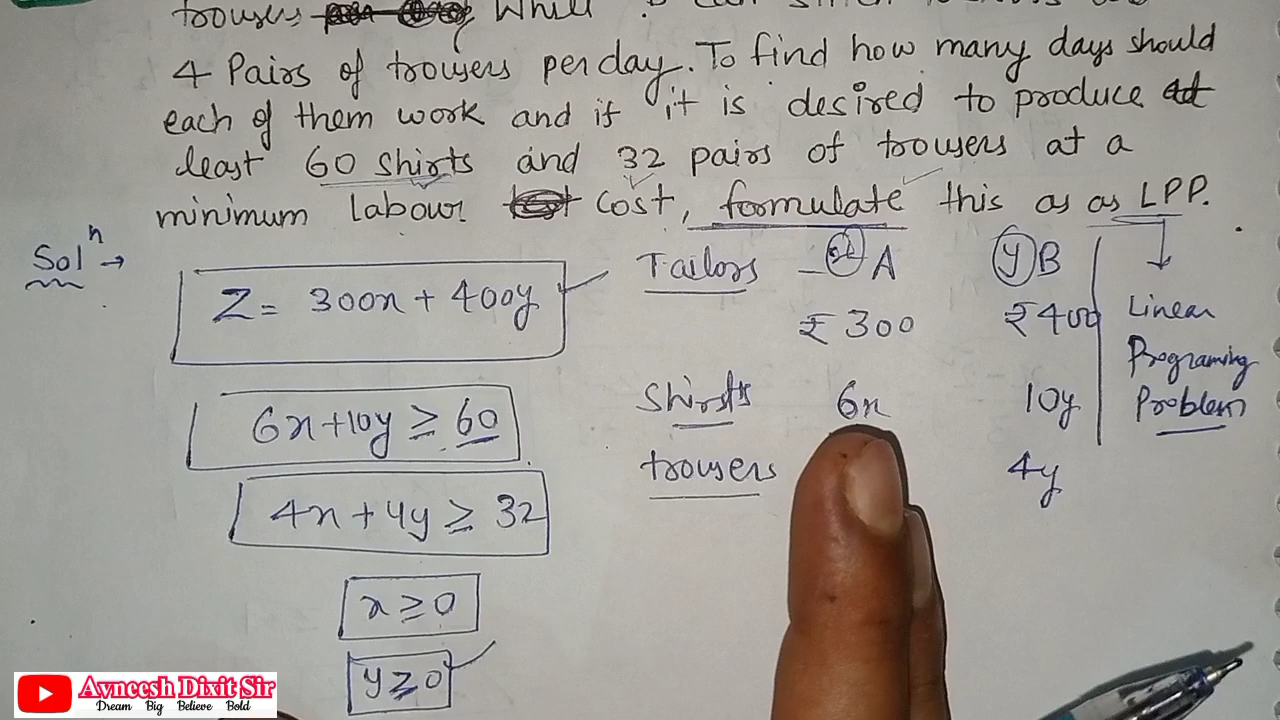 trousers While
4 Pairs of trowers per day. To find how many days should
each of them work and if it is desired to produce at
least 60 shirts and 32 pairs of trousers at a
minimum labour cost, formulate this as as LPP.
Solⁿ →
Z = 300x + 400y
6x+10y ≥ 60
4x + 4y ≥ 32
x ≥ 0
y ≥ 0
Tailors - x A y B
₹ 300 ₹ 400
Shirts 6x 10y
trousers 4y
Linear
Programing
Problem
Avneesh Dixit Sir
Dream Big Believe Bold